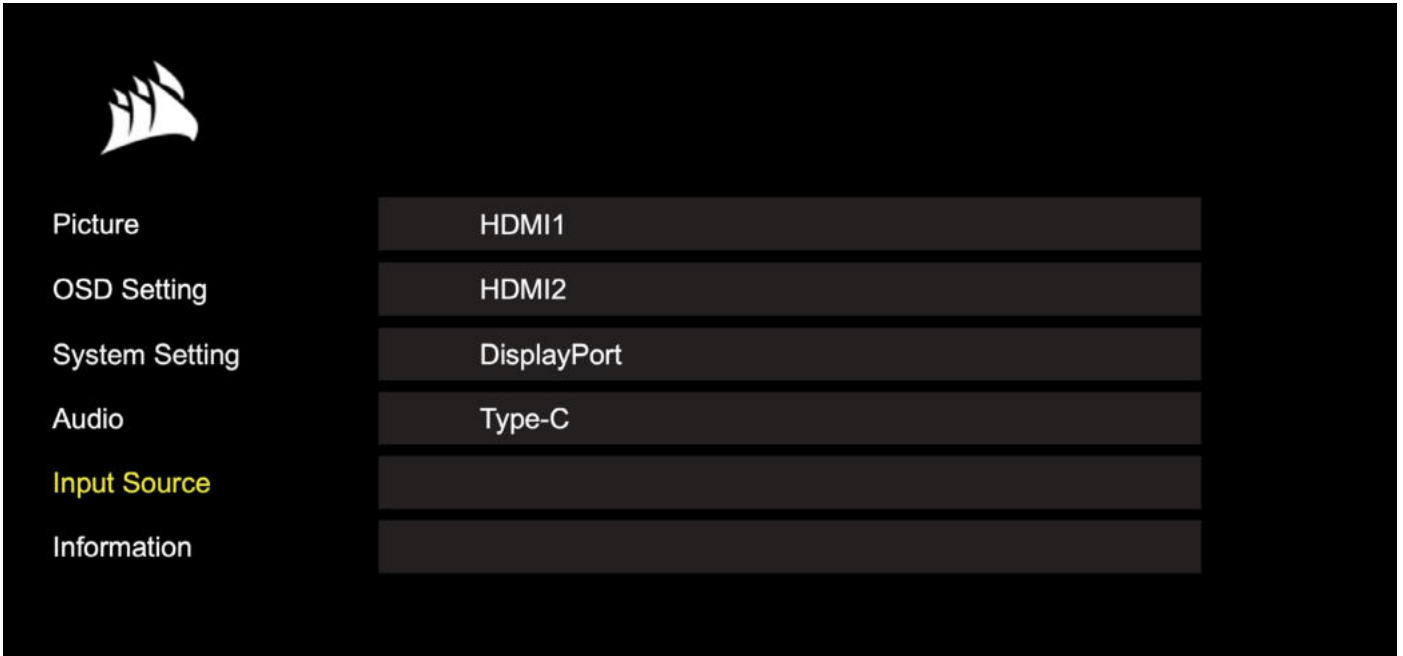 Picture
HDMI1
OSD Setting
HDMI2
System Setting
DisplayPort
Audio
Type-C
Input Source
Information